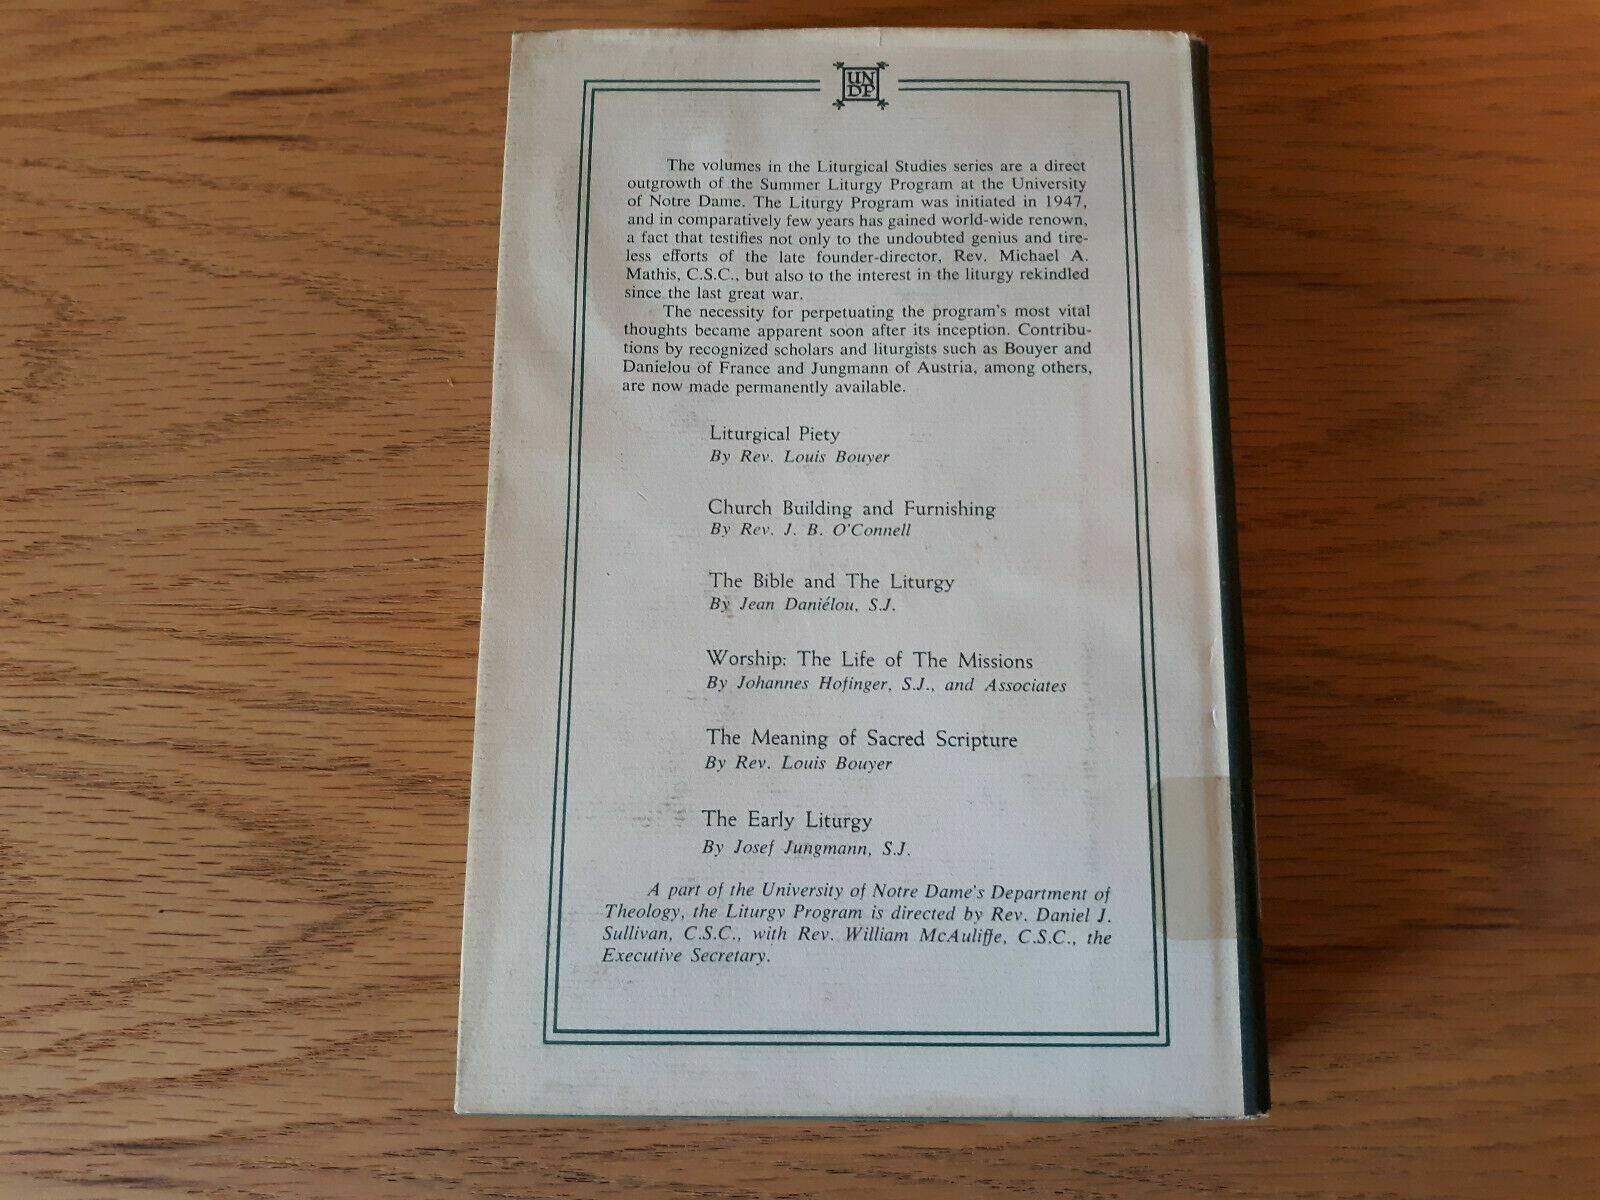 UN
DP
The volumes in the Liturgical Studies series are a direct
outgrowth of the Summer Liturgy Program at the University
of Notre Dame. The Liturgy Program was initiated in 1947,
and in comparatively few years has gained world-wide renown,
a fact that testifies not only to the undoubted genius and tire-
less efforts of the late founder-director, Rev. Michael A.
Mathis, C.S.C., but also to the interest in the liturgy rekindled
since the last great war.
The necessity for perpetuating the program's most vital
thoughts became apparent soon after its inception. Contribu-
tions by recognized scholars and liturgists such as Bouyer and
Danielou of France and Jungmann of Austria, among others,
are now made permanently available.
Liturgical Piety
By Rev. Louis Bouyer
Church Building and Furnishing
By Rev. J. B. O'Connell
The Bible and The Liturgy
By Jean Daniélou, S.J.
Worship: The Life of The Missions
By Johannes Hofinger, S.J., and Associates
The Meaning of Sacred Scripture
By Rev. Louis Bouyer
The Early Liturgy
By Josef Jungmann, S.J.
A part of the University of Notre Dame's Department of
Theology, the Liturgy Program is directed by Rev. Daniel J.
Sullivan, C.S.C., with Rev. William McAuliffe, C.S.C., the
Executive Secretary.